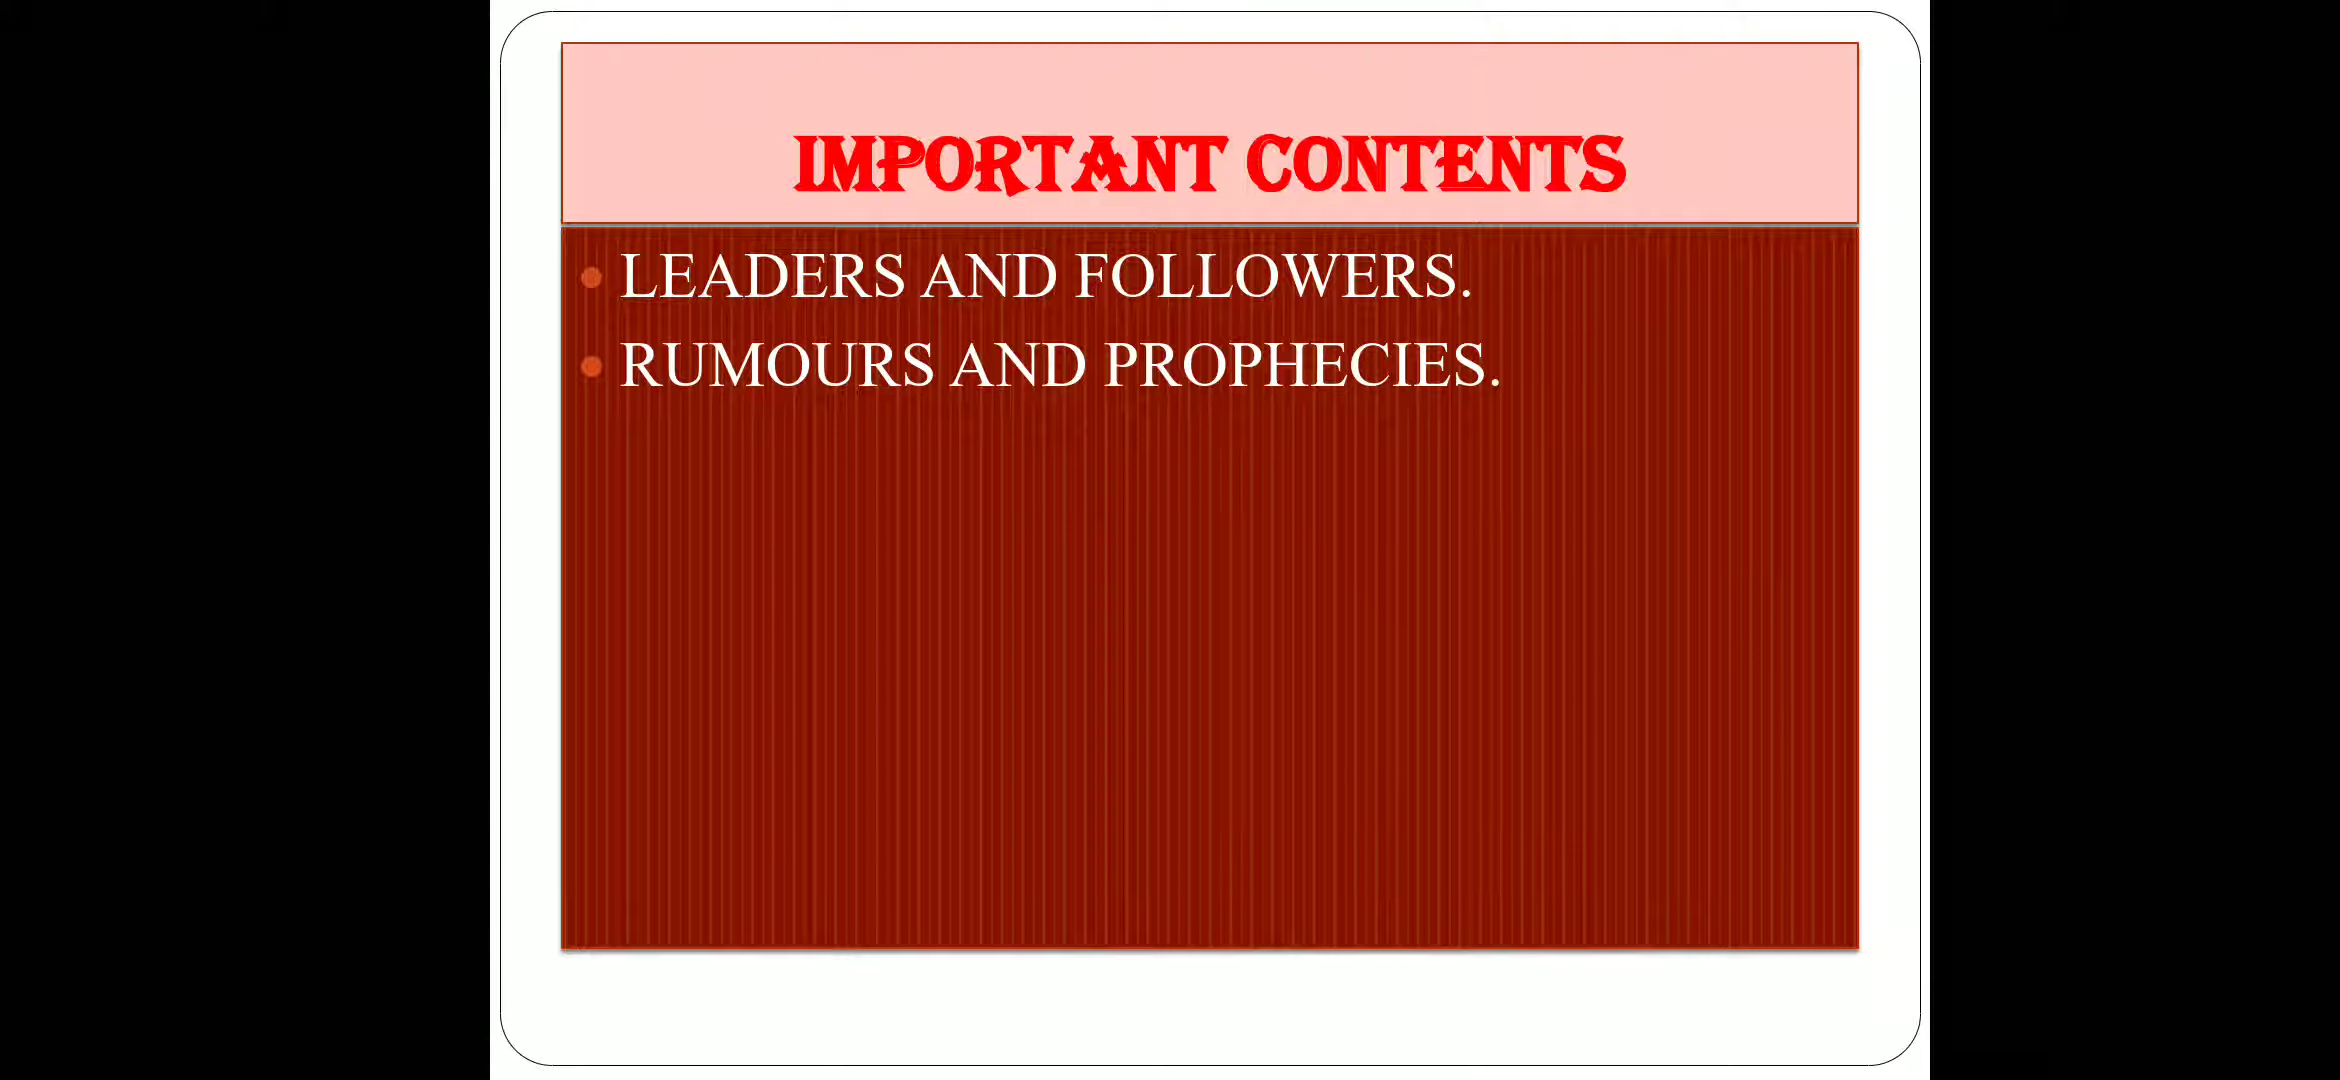 IMPORTANT CONTENTS
LEADERS AND FOLLOWERS.
RUMOURS AND PROPHECIES.